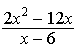 2x² − 12x
x − 6